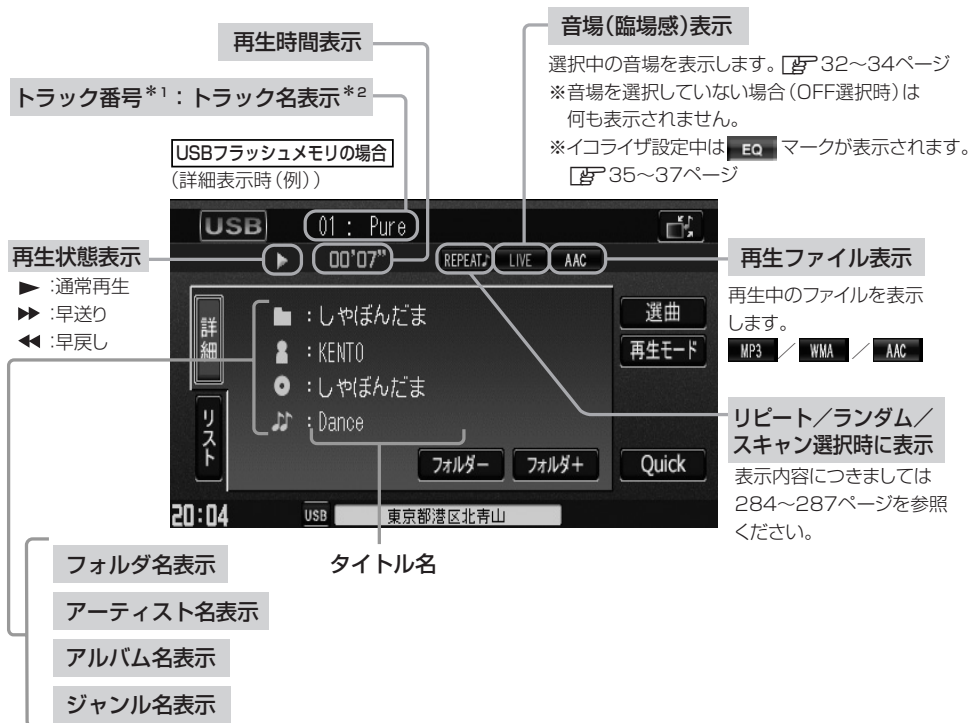 音場(臨場感)表示
再生時間表示
選択中の音場を表示します。 32〜34ページ
※音場を選択していない場合(OFF選択時)は
何も表示されません。
※イコライザ設定中は EQ マークが表示されます。
35〜37ページ
トラック番号*1:トラック名表示*2
USBフラッシュメモリの場合
(詳細表示時(例))
USB
01 : Pure
再生状態表示
►:通常再生
►►:早送り
◄◄:早戻し
00'07"
REPEAT♪
LIVE
AAC
再生ファイル表示
再生中のファイルを表示
します。
MP3 / WMA / AAC
詳細
リスト
:しゃぼんだま
:KENTO
:しゃぼんだま
:Dance
選曲
再生モード
フォルダー
フォルダ+
Quick
リピート/ランダム/
スキャン選択時に表示
表示内容につきましては
284〜287ページを参照
ください。
20:04
USB
東京都港区北青山
タイトル名
フォルダ名表示
アーティスト名表示
アルバム名表示
ジャンル名表示